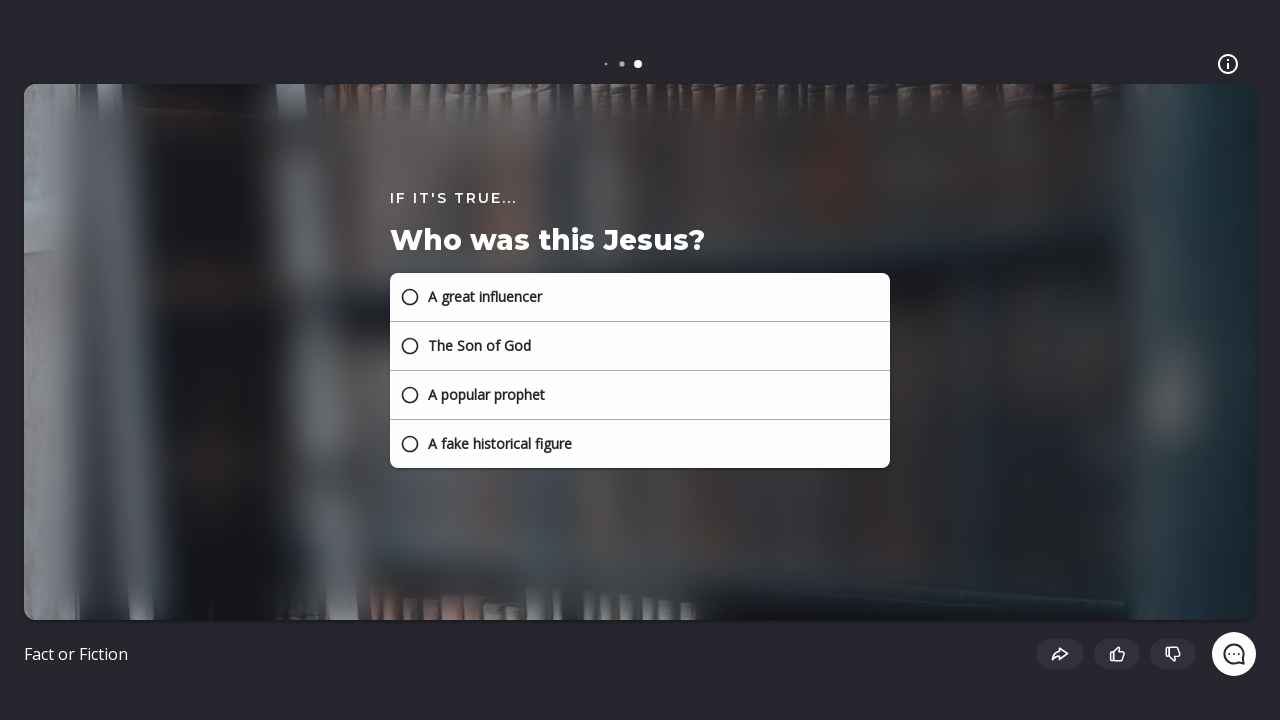 IF IT'S TRUE...
Who was this Jesus?
A great influencer
The Son of God
A popular prophet
A fake historical figure
Fact or Fiction